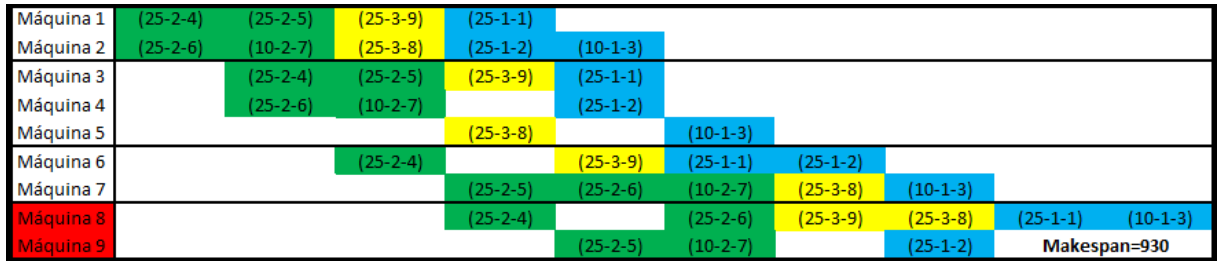 Máquina 1 (25-2-4) (25-2-5) (25-3-9) (25-1-1)
Máquina 2 (25-2-6) (10-2-7) (25-3-8) (25-1-2) (10-1-3)
Máquina 3 (25-2-4) (25-2-5) (25-3-9) (25-1-1)
Máquina 4 (25-2-6) (10-2-7) (25-1-2)
Máquina 5 (25-3-8) (10-1-3)
Máquina 6 (25-2-4) (25-3-9) (25-1-1) (25-1-2)
Máquina 7 (25-2-5) (25-2-6) (10-2-7) (25-3-8) (10-1-3)
Máquina 8 (25-2-4) (25-2-6) (25-3-9) (25-3-8) (25-1-1) (10-1-3)
Máquina 9 (25-2-5) (10-2-7) (25-1-2) Makespan=930